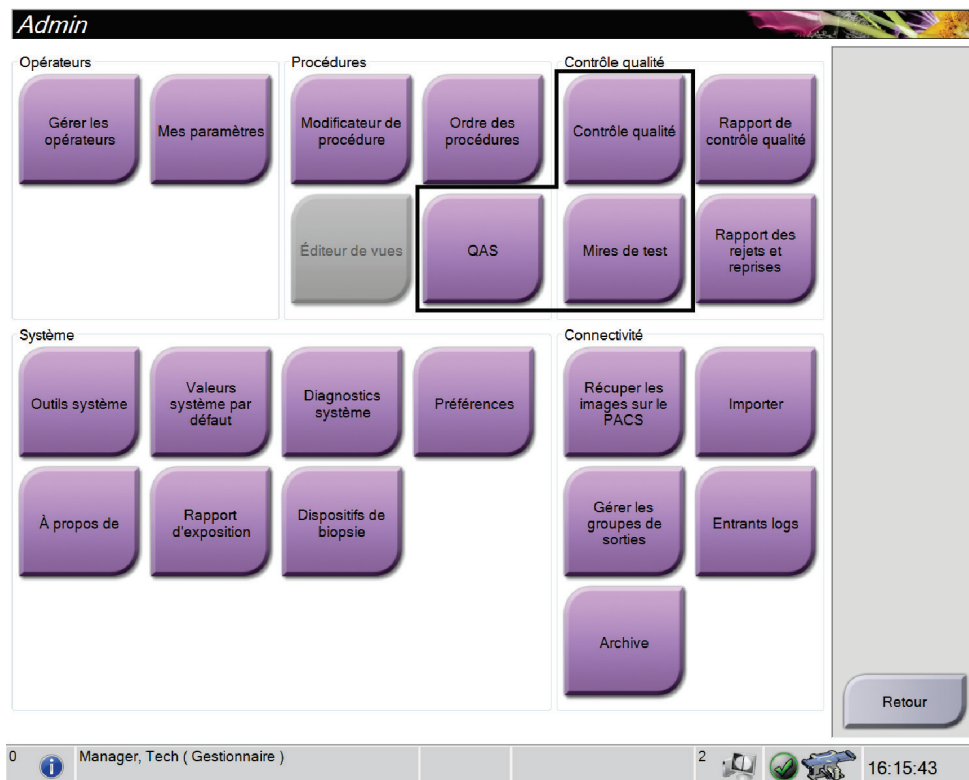 Admin
Opérateurs
Gérer les
opérateurs
Mes paramètres
Procédures
Modificateur de
procédure
Ordre des
procédures
Éditeur de vues
QAS
Contrôle qualité
Contrôle qualité
Rapport de
contrôle qualité
Mires de test
Rapport des
rejets et
reprises
Système
Outils système
Valeurs
système par
défaut
Diagnostics
système
Préférences
À propos de
Rapport
d'exposition
Dispositifs de
biopsie
Connectivité
Récuper les
images sur le
PACS
Importer
Gérer les
groupes de
sorties
Entrants logs
Archive
Retour
0
Manager, Tech ( Gestionnaire )
2
16:15:43